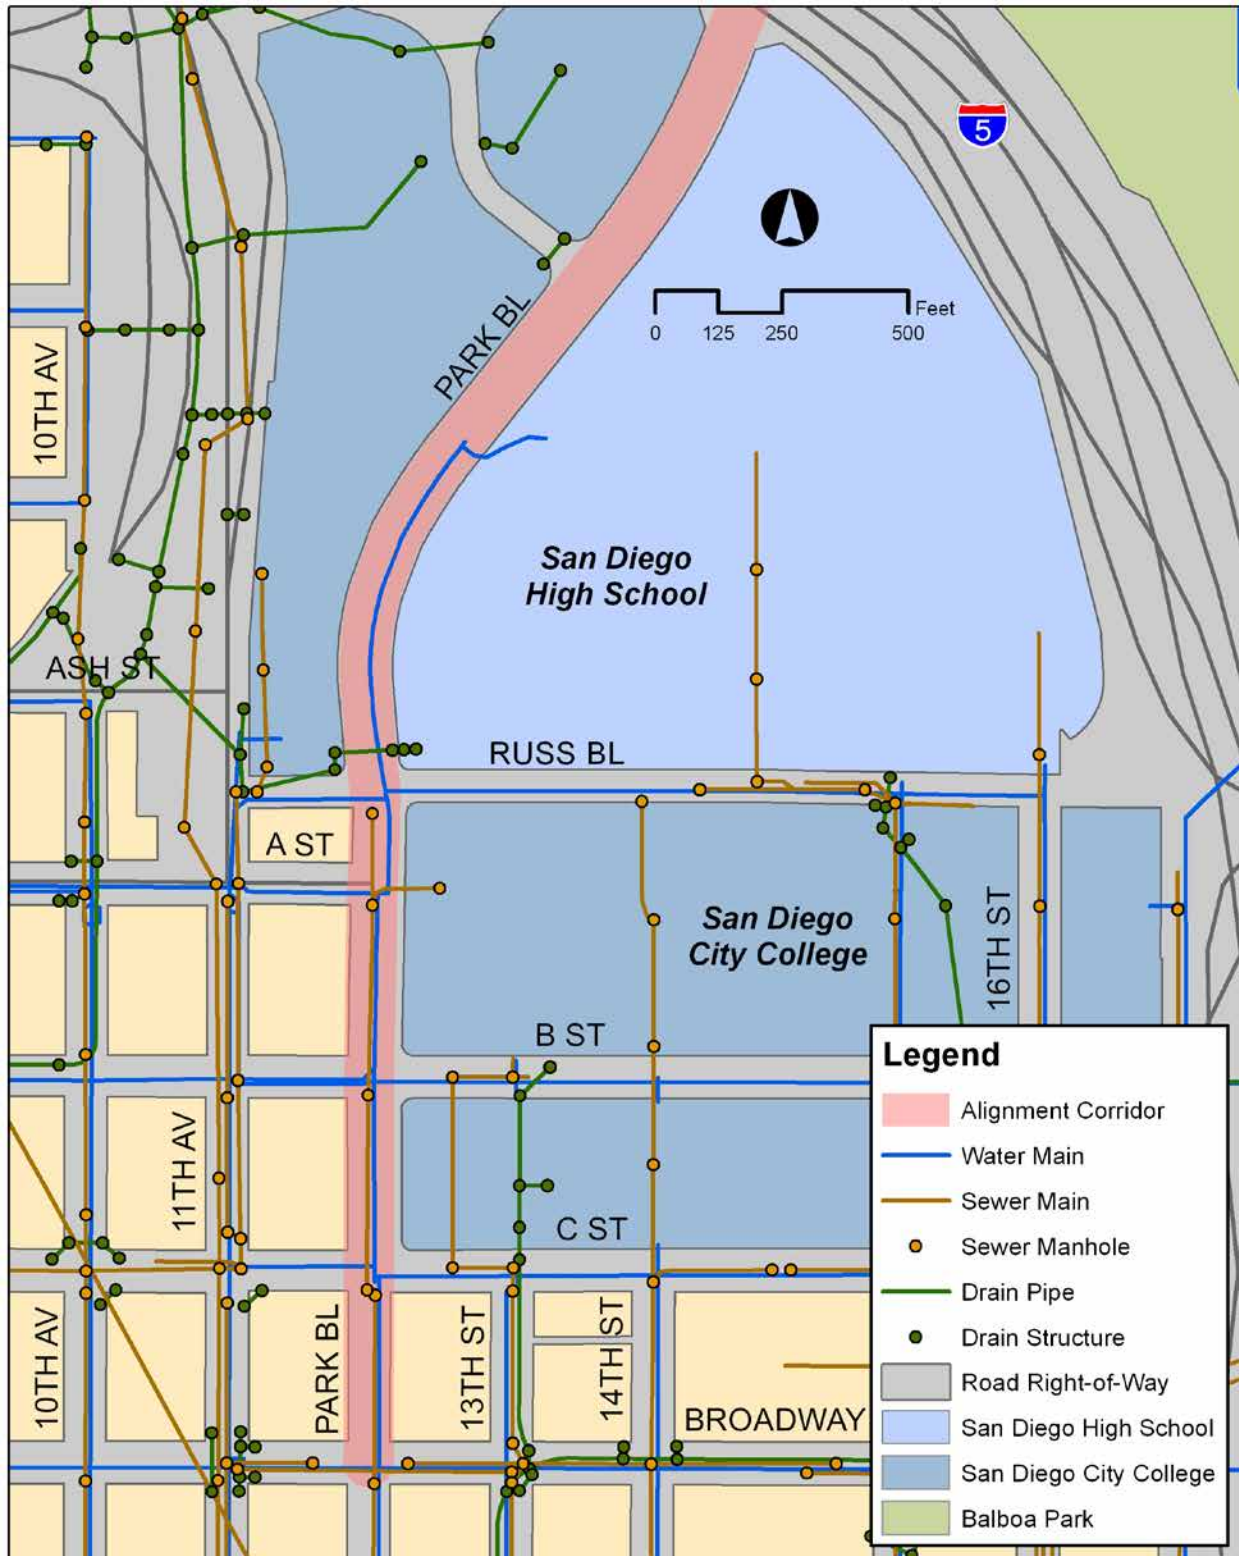 5
PARK BL
Feet
0 125 250 500
10TH AV
San Diego
High School
ASH ST
RUSS BL
A ST
San Diego
City College
16TH ST
B ST
11TH AV
C ST
10TH AV
PARK BL
13TH ST
14TH ST
BROADWAY
Legend
Alignment Corridor
Water Main
Sewer Main
Sewer Manhole
Drain Pipe
Drain Structure
Road Right-of-Way
San Diego High School
San Diego City College
Balboa Park